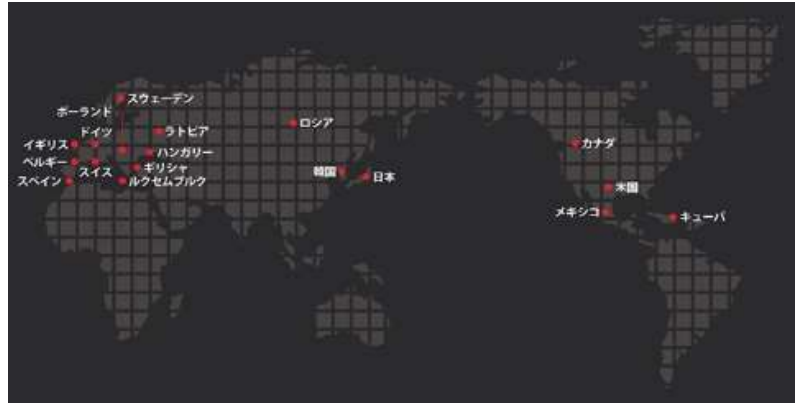 スウェーデン
ポーランド
ドイツ
ラトビア
イギリス
ハンガリー
ベルギー
スイス
ギリシャ
スペイン
ルクセムブルク
ロシア
韓国
日本
カナダ
米国
メキシコ
キューバ